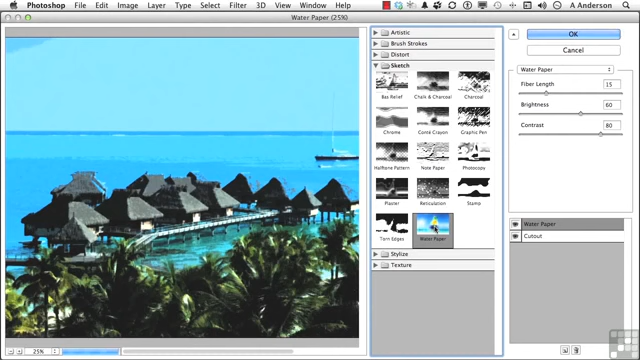 Photoshop File Edit Image Layer Type Select Filter 3D View Window Help A Anderson
Water Paper (25%)
Artistic
Brush Strokes
Distort
Sketch
Bas Relief Chalk & Charcoal Charcoal
Chrome Conté Crayon Graphic Pen
Halftone Pattern Note Paper Photocopy
Plaster Reticulation Stamp
Torn Edges Water Paper
Stylize
Texture
OK
Cancel
Water Paper
Fiber Length 15
Brightness 60
Contrast 80
Water Paper
Cutout
25%